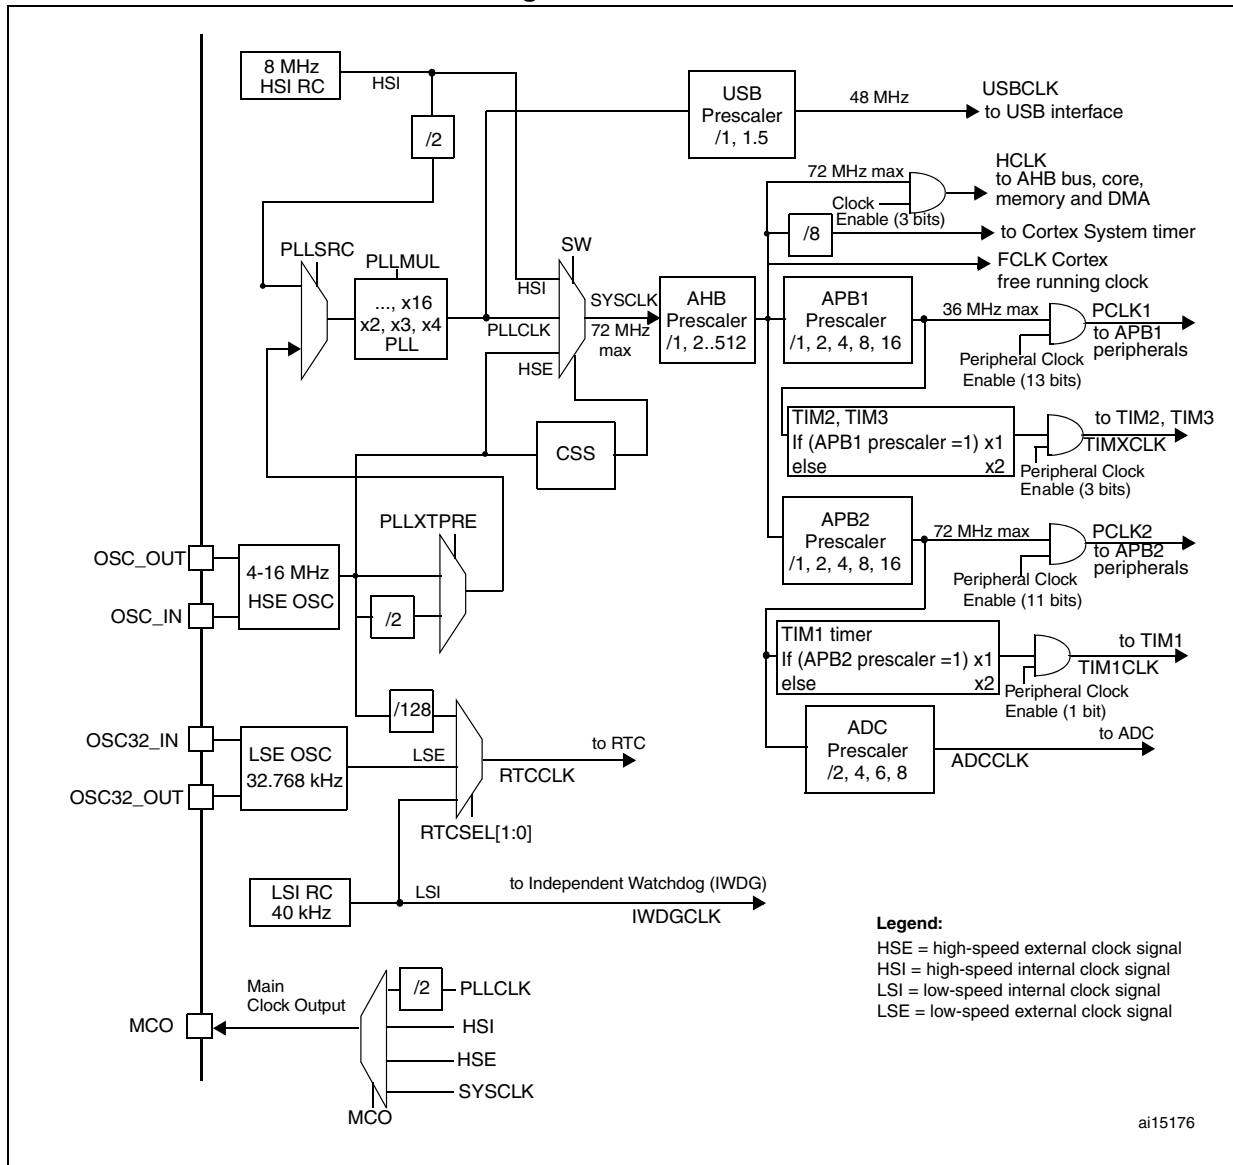 8 MHz
HSI RC
HSI
/2
USB
Prescaler
/1, 1.5
48 MHz
USBCLK
to USB interface
72 MHz max
Clock
Enable (3 bits)
HCLK
to AHB bus, core,
memory and DMA
/8
to Cortex System timer
FCLK Cortex
free running clock
PLLSRC
PLLMUL
..., x16
x2, x3, x4
PLL
SW
HSI
PLLCLK
HSE
SYSCLK
72 MHz
max
AHB
Prescaler
/1, 2..512
APB1
Prescaler
/1, 2, 4, 8, 16
36 MHz max
PCLK1
to APB1
peripherals
Peripheral Clock
Enable (13 bits)
TIM2, TIM3
If (APB1 prescaler =1) x1
else x2
to TIM2, TIM3
TIMXCLK
Peripheral Clock
Enable (3 bits)
CSS
PLLXTPRE
OSC_OUT
OSC_IN
4-16 MHz
HSE OSC
/2
APB2
Prescaler
/1, 2, 4, 8, 16
72 MHz max
PCLK2
to APB2
peripherals
Peripheral Clock
Enable (11 bits)
TIM1 timer
If (APB2 prescaler =1) x1
else x2
to TIM1
TIM1CLK
Peripheral Clock
Enable (1 bit)
/128
OSC32_IN
OSC32_OUT
LSE OSC
32.768 kHz
LSE
to RTC
RTCCLK
RTCSEL[1:0]
ADC
Prescaler
/2, 4, 6, 8
to ADC
ADCCLK
LSI RC
40 kHz
LSI
to Independent Watchdog (IWDG)
IWDGCLK
Legend:
HSE = high-speed external clock signal
HSI = high-speed internal clock signal
LSI = low-speed internal clock signal
LSE = low-speed external clock signal
Main
Clock Output
MCO
/2
PLLCLK
HSI
HSE
SYSCLK
MCO
ai15176